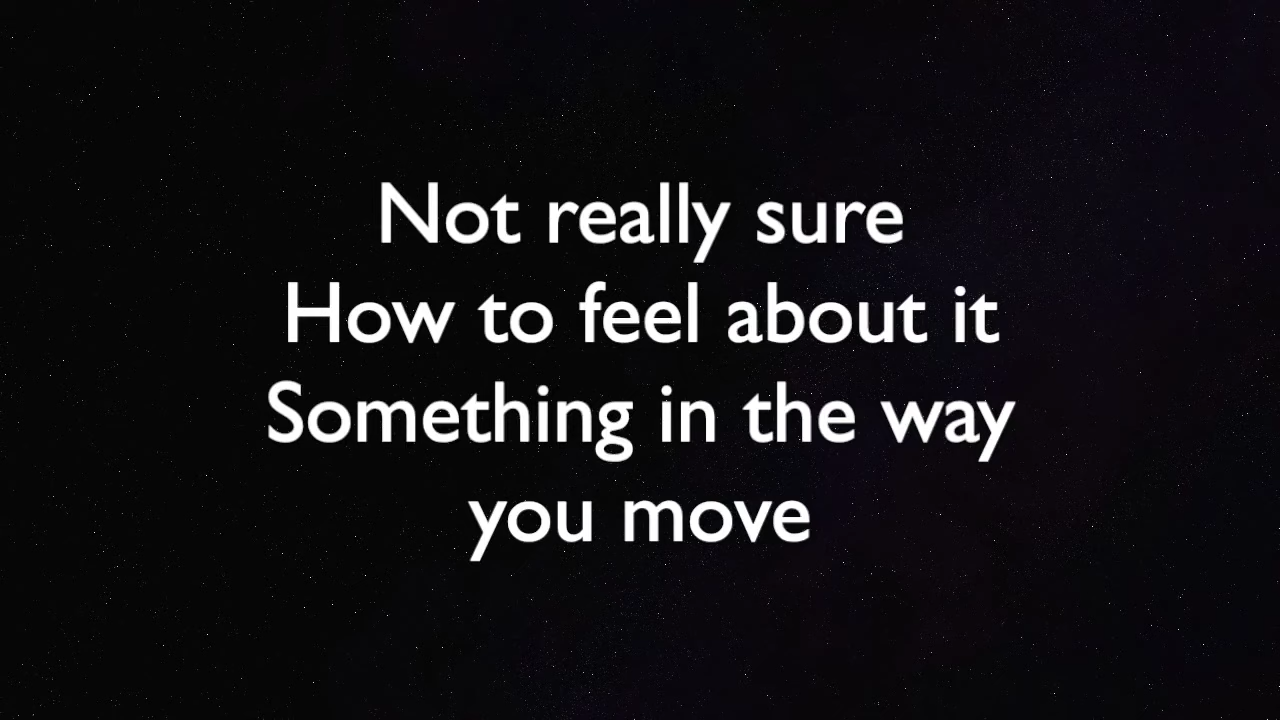 Not really sure
How to feel about it
Something in the way
you move